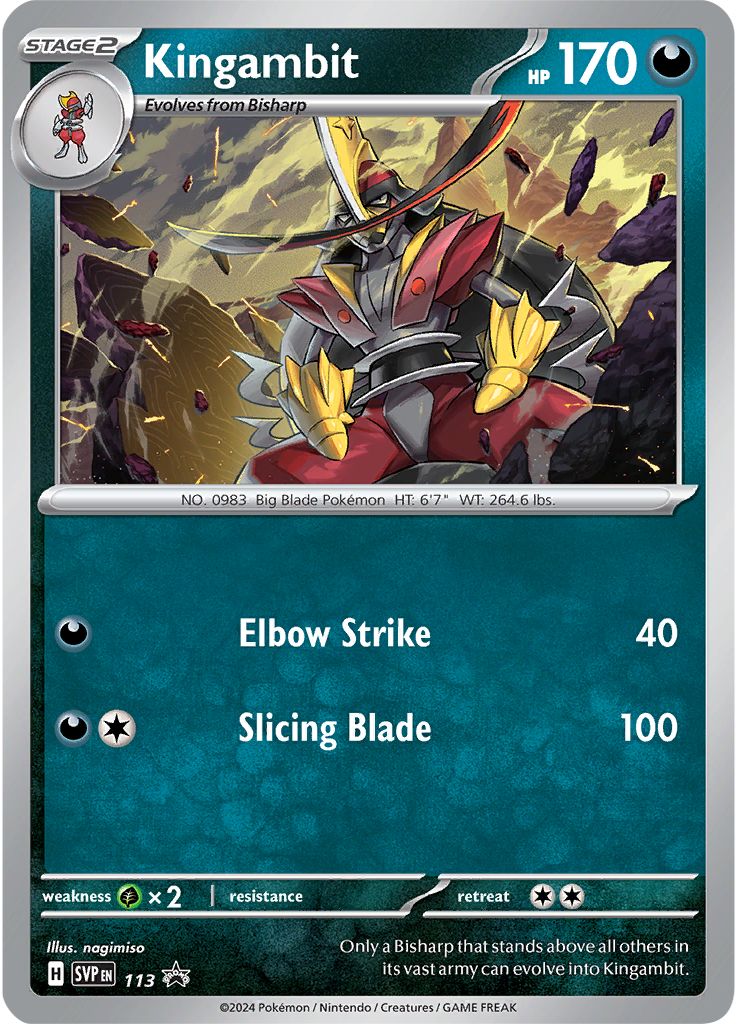 STAGE2
Kingambit
HP 170
Evolves from Bisharp
NO. 0983 Big Blade Pokémon HT: 6'7" WT: 264.6 lbs.
Elbow Strike 40
Slicing Blade 100
weakness ×2 resistance retreat
Illus. nagimiso
Only a Bisharp that stands above all others in
its vast army can evolve into Kingambit.
H SVP EN 113 PROMO
©2024 Pokémon / Nintendo / Creatures / GAME FREAK